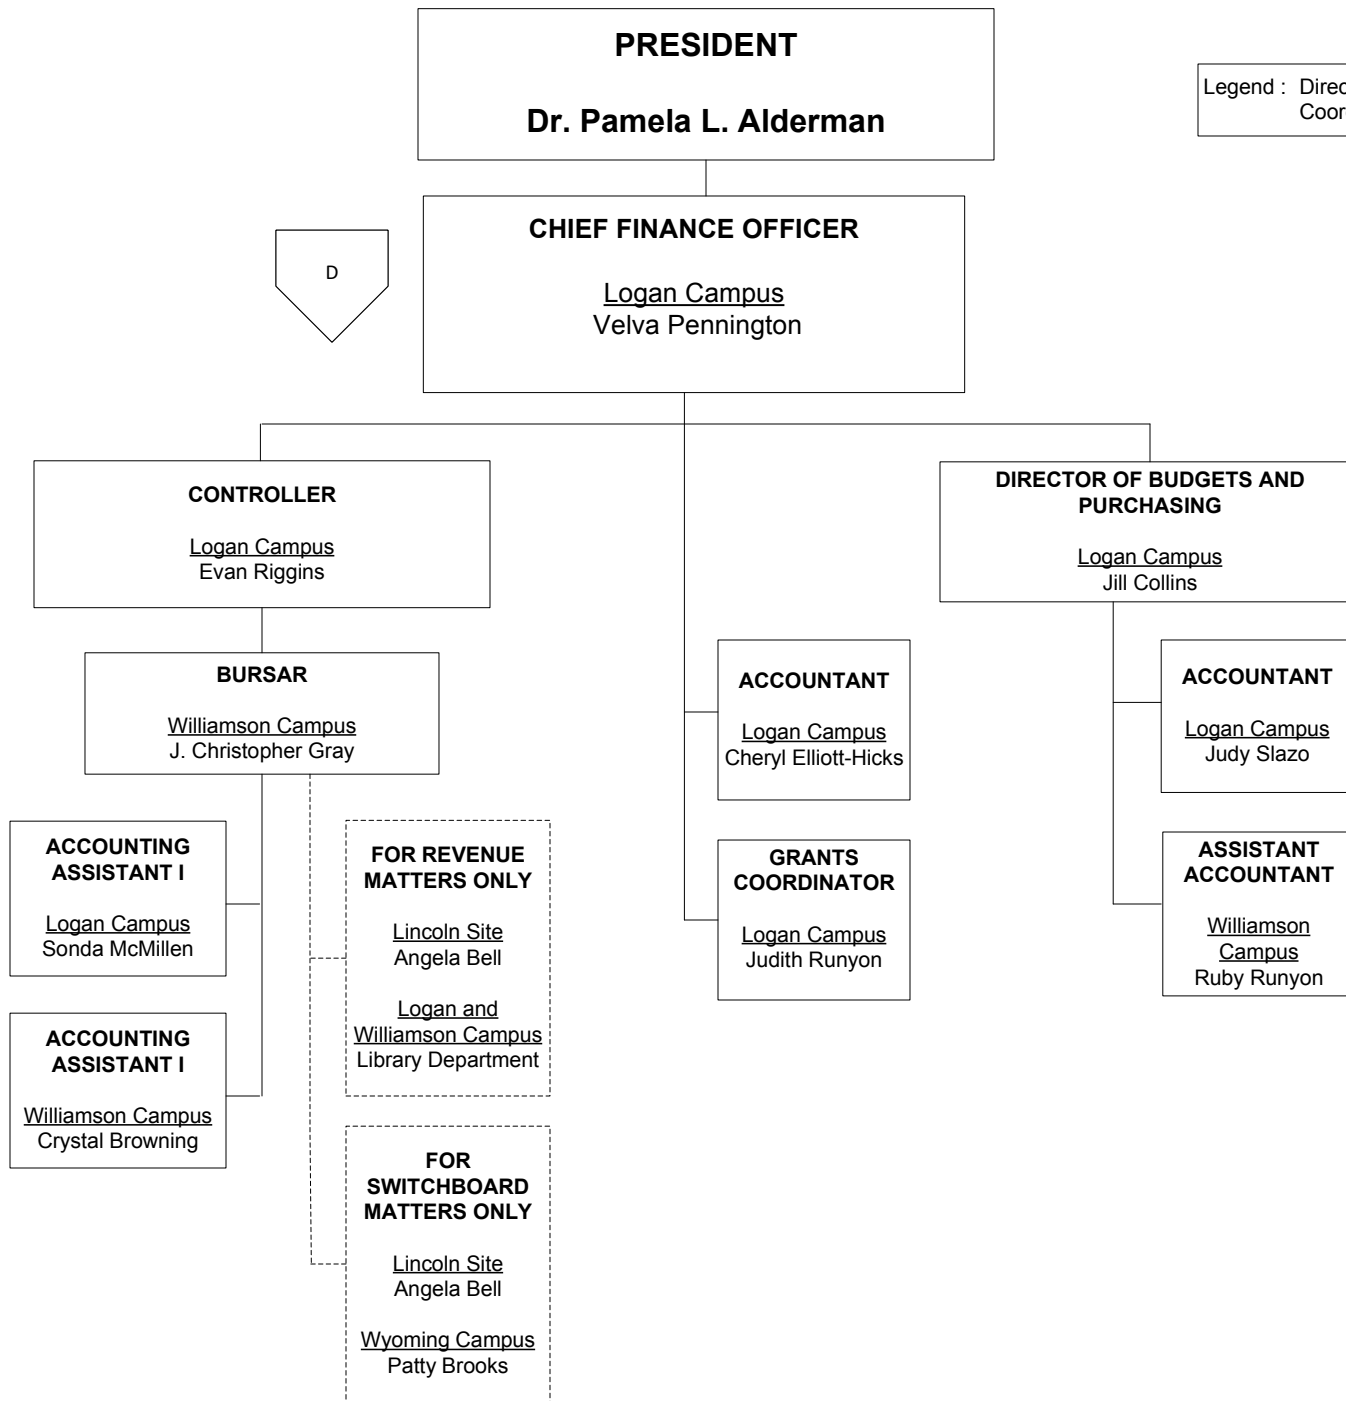 PRESIDENT
Dr. Pamela L. Alderman
Legend :
CHIEF FINANCE OFFICER
Logan Campus
Velva Pennington
D
CONTROLLER
Logan Campus
Evan Riggins
DIRECTOR OF BUDGETS AND
PURCHASING
Logan Campus
Jill Collins
BURSAR
Williamson Campus
J. Christopher Gray
ACCOUNTANT
Logan Campus
Cheryl Elliott-Hicks
ACCOUNTANT
Logan Campus
Judy Slazo
ACCOUNTING
ASSISTANT I
Logan Campus
Sonda McMillen
FOR REVENUE
MATTERS ONLY
Lincoln Site
Angela Bell
Logan and
Williamson Campus
Library Department
GRANTS
COORDINATOR
Logan Campus
Judith Runyon
ASSISTANT
ACCOUNTANT
Williamson
Campus
Ruby Runyon
ACCOUNTING
ASSISTANT I
Williamson Campus
Crystal Browning
FOR
SWITCHBOARD
MATTERS ONLY
Lincoln Site
Angela Bell
Wyoming Campus
Patty Brooks